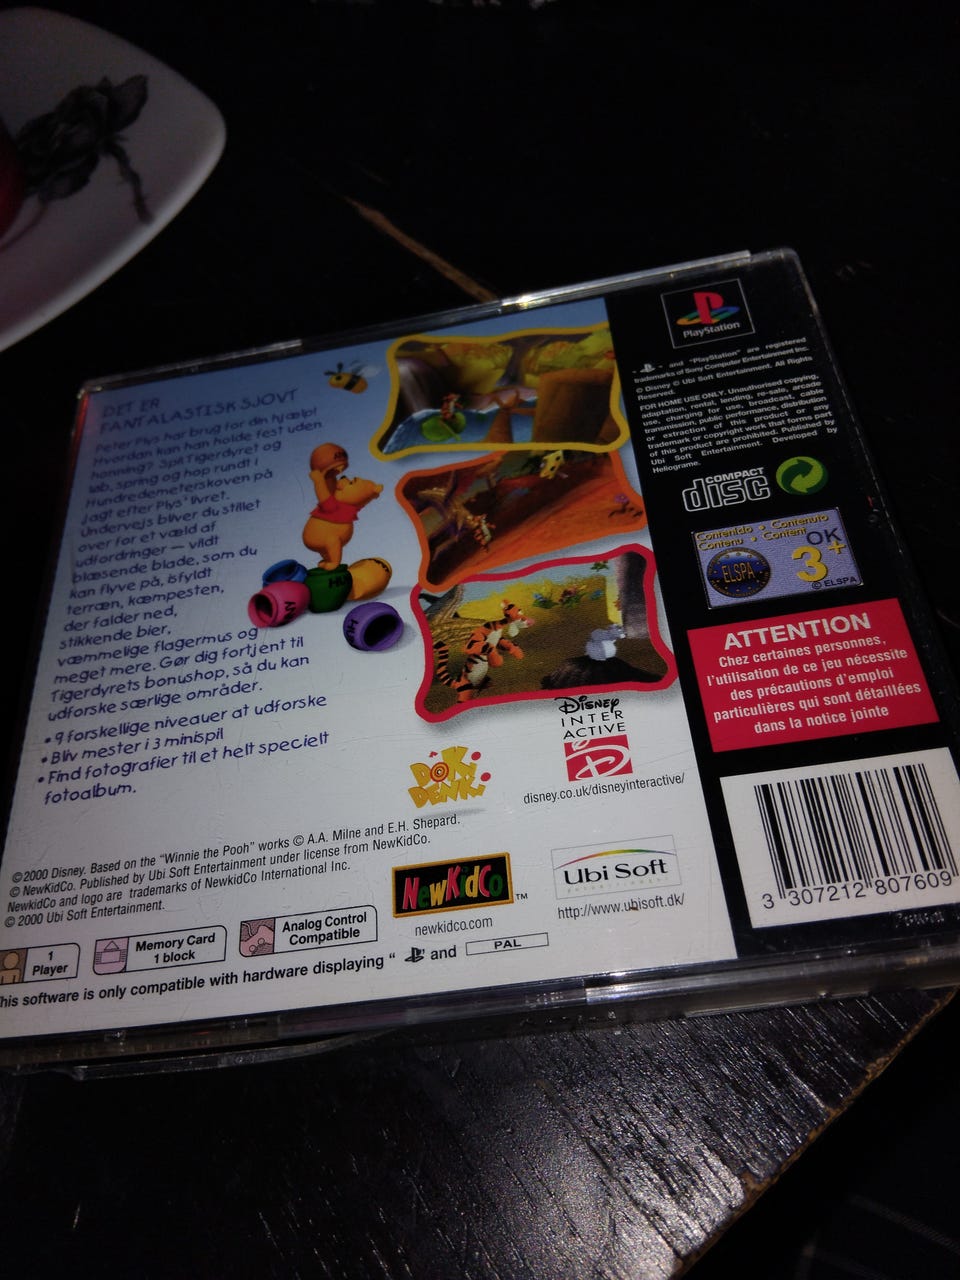 DET ER
FANTALASTISK SJOVT
Peter Plys har brug for din hjælp!
Hvordan kan han holde fest uden
honning? Spil Tigerdyret og
løb, spring og hop rundt i
Hundredemeterskoven på
jagt efter Plys' livret.
Undervejs bliver du stillet
over for et væld af
udfordringer — vildt
blæsende blade, som du
kan flyve på, isfyldt
terræn, kæmpesten,
der falder ned,
stikkende bier,
væmmelige flagermus og
meget mere. Gør dig fortjent til
Tigerdyrets bonushop, så du kan
udforske særlige områder.
• 9 forskellige niveauer at udforske
• Bliv mester i 3 minispil
• Find fotografier til et helt specielt
fotoalbum.
HU
DOKI
DENKI
Disney
INTER
ACTIVE
disney.co.uk/disneyinteractive/
©2000 Disney. Based on the "Winnie the Pooh" works © A.A. Milne and E.H. Shepard.
© NewKidCo. Published by Ubi Soft Entertainment under license from NewKidCo.
NewKidCo and logo are trademarks of NewKidCo International Inc.
© 2000 Ubi Soft Entertainment.
NewKidCo™
newkidco.com
Ubi Soft
http://www.ubisoft.dk/
1
Player
Memory Card
1 block
Analog Control
Compatible
This software is only compatible with hardware displaying " and PAL
PlayStation
" and "PlayStation" are registered
trademarks of Sony Computer Entertainment Inc.
© Disney © Ubi Soft Entertainment. All Rights
Reserved.
FOR HOME USE ONLY. Unauthorised copying,
adaptation, rental, lending, re-sale, arcade
use, charging for use, broadcast, cable
transmission, public performance, distribution
or extraction of this product or any
trademark or copyright work that forms part
of this product are prohibited. Published by
Ubi Soft Entertainment. Developed by
Heliograme.
COMPACT
disc
Contenido • Contenuto
Contenu • Content
ELSPA
OK
3+
© ELSPA
ATTENTION
Chez certaines personnes,
l'utilisation de ce jeu nécessite
des précautions d'emploi
particulières qui sont détaillées
dans la notice jointe
3 307212 807609